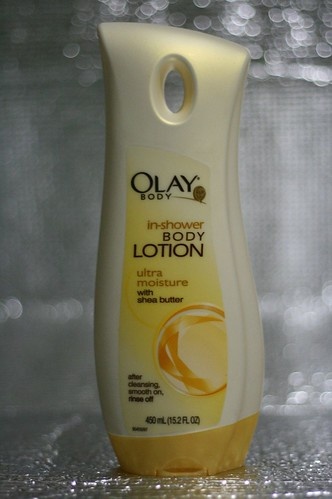 OLAY®
BODY
in-shower
BODY
LOTION
ultra
moisture
with
shea butter
after
cleansing,
smooth on,
rinse off
450 mL (15.2 FL OZ)